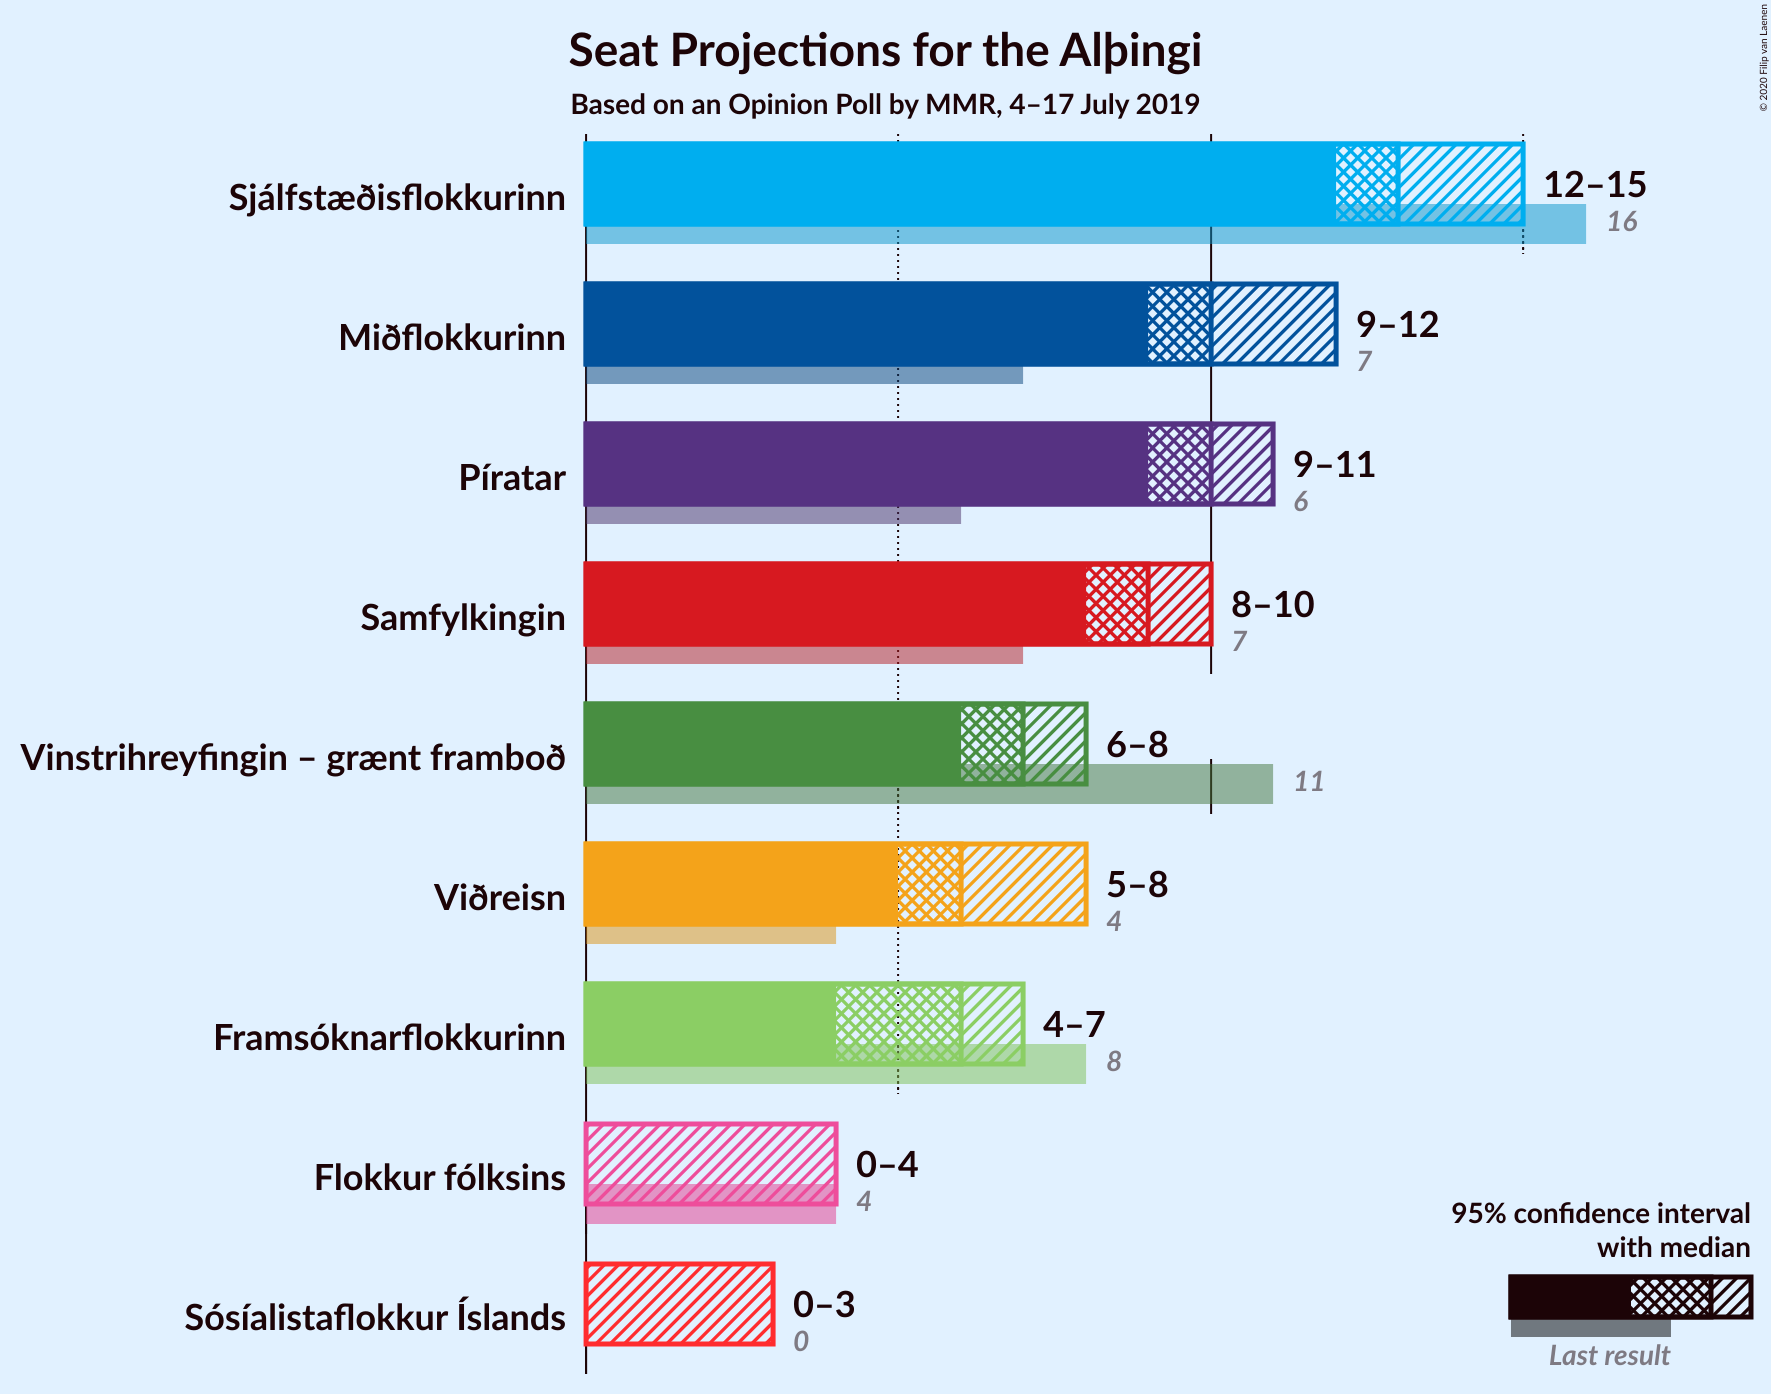 Seat Projections for the Alþingi
Based on an Opinion Poll by MMR, 4–17 July 2019
© 2020 Filip van Laenen
Sjálfstæðisflokkurinn
12–15
16
Miðflokkurinn
9–12
7
Píratar
9–11
6
Samfylkingin
8–10
7
Vinstrihreyfingin – grænt framboð
6–8
11
Viðreisn
5–8
4
Framsóknarflokkurinn
4–7
8
Flokkur fólksins
0–4
4
Sósíalistaflokkur Íslands
0–3
0
95% confidence interval
with median
Last result